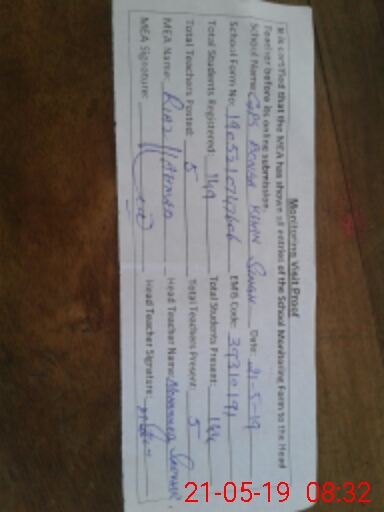 Monitoring Visit Proof
It is certified that the MEA has shown all entries of the School Monitoring Form to the Head
Teacher before its online submission.
School Name: GPS KHAN Date: 21-5-19
School Form No: EMIS Code: 39310191
Total Students Registered: 149 Total Students Present: 144
Total Teachers Posted: 5 Total Teachers Present: 5
MEA Name: RIAZ AHMED Head Teacher Name:
MEA Signature: Head Teacher Signature:
21-05-19 08:32